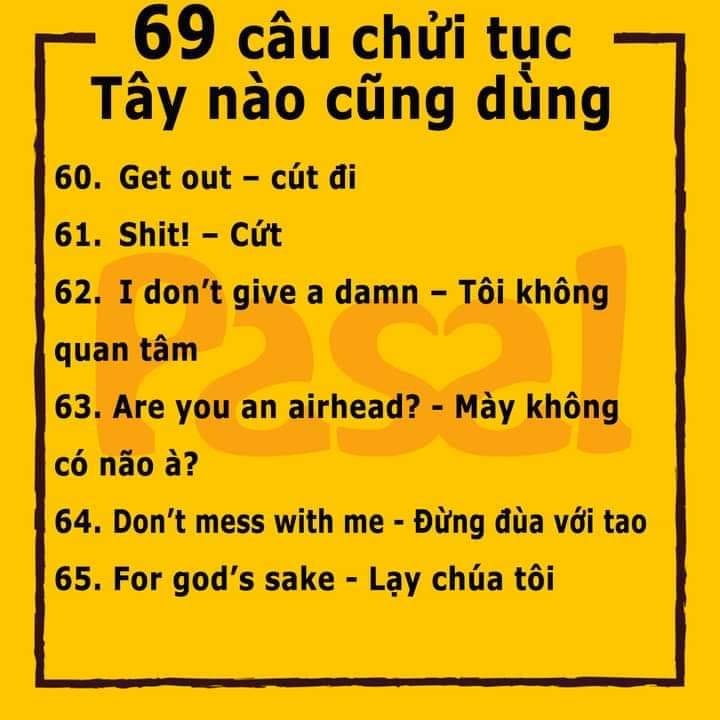 69 câu chửi tục
Tây nào cũng dùng
60. Get out – cút đi
61. Shit! – Cứt
62. I don’t give a damn – Tôi không
quan tâm
63. Are you an airhead? - Mày không
có não à?
64. Don’t mess with me - Đừng đùa với tao
65. For god’s sake - Lạy chúa tôi
Pasal